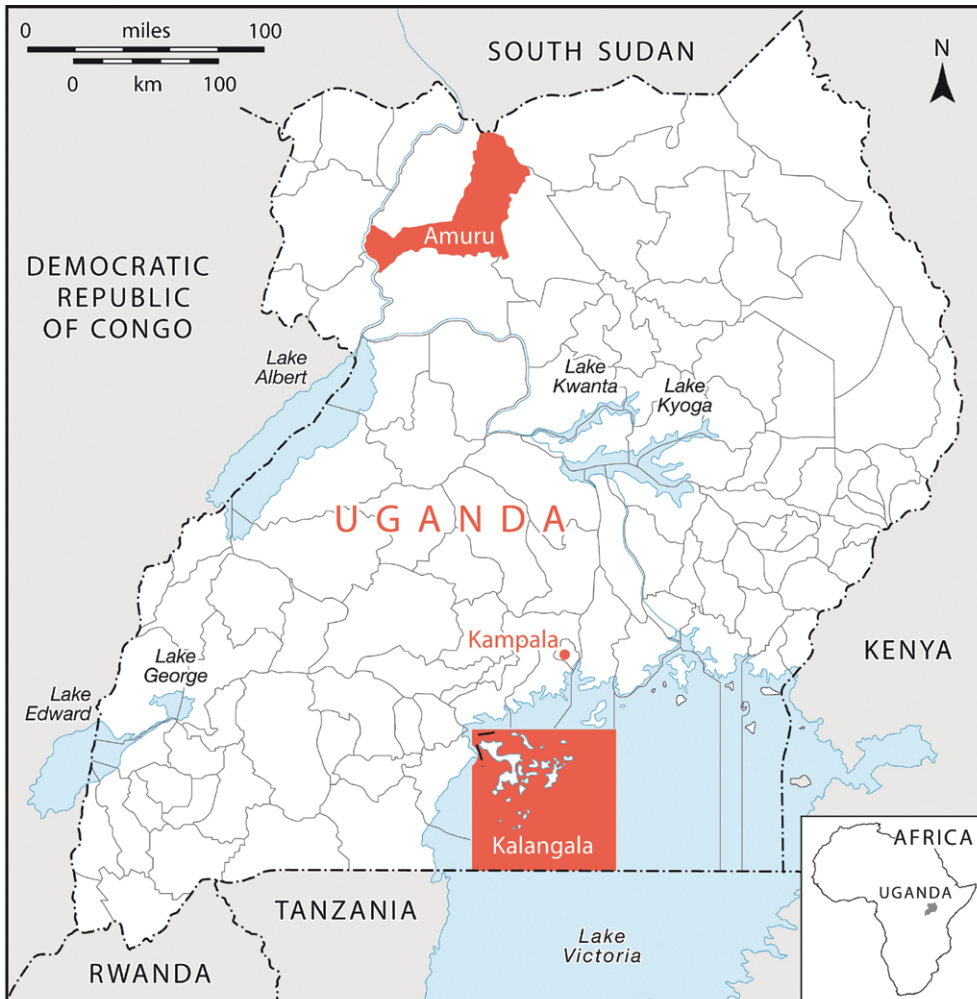 0 miles 100
0 km 100
SOUTH SUDAN
N
Amuru
DEMOCRATIC
REPUBLIC
OF CONGO
Lake
Albert
Lake
Kwanta
Lake
Kyoga
UGANDA
Kampala
KENYA
Lake
George
Lake
Edward
Kalangala
AFRICA
UGANDA
TANZANIA
Lake
Victoria
RWANDA